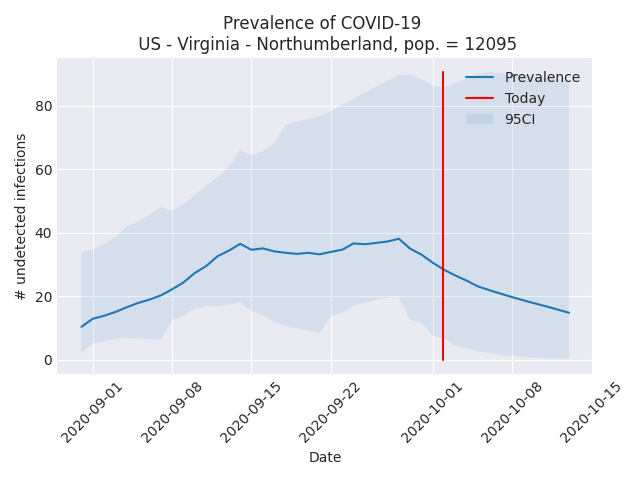 Prevalence of COVID-19
US - Virginia - Northumberland, pop. = 12095
# undetected infections
80
60
40
20
0
Prevalence
Today
95CI
2020-09-01
2020-09-08
2020-09-15
2020-09-22
2020-10-01
2020-10-08
2020-10-15
Date